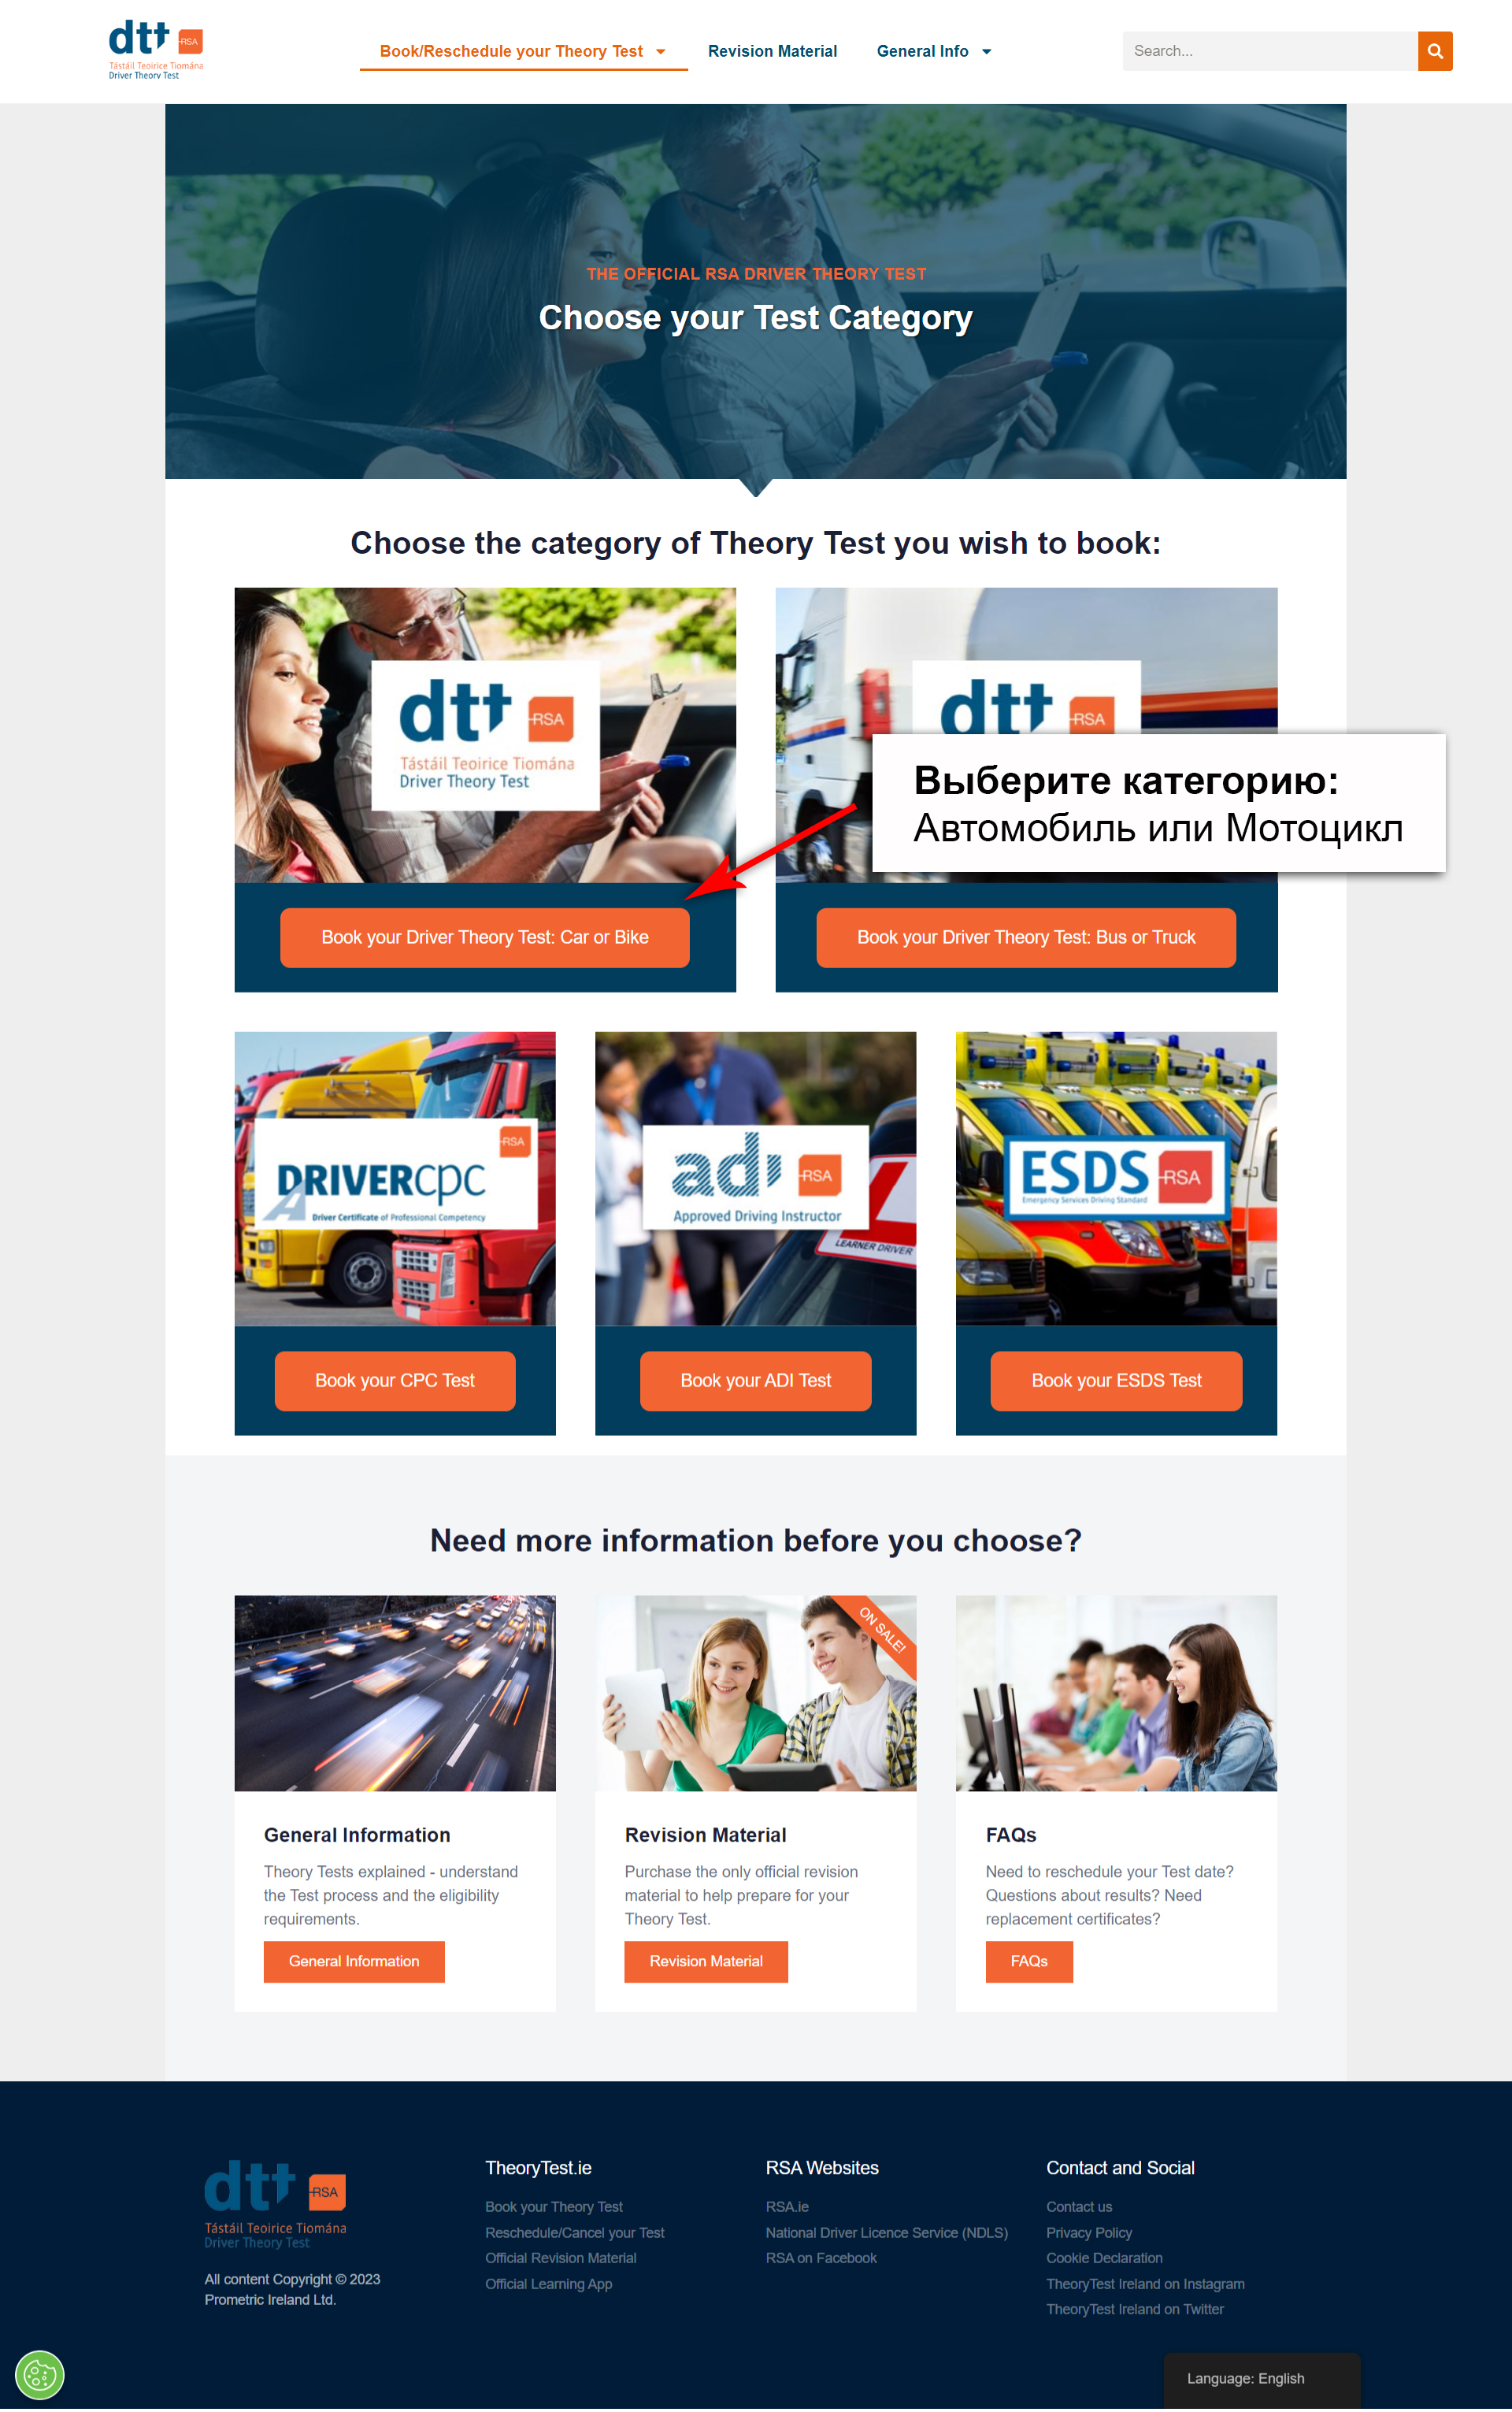 dtt RSA
Tástáil Teoirice Tiomána
Driver Theory Test
Book/Reschedule your Theory Test
Revision Material
General Info
Search...
THE OFFICIAL RSA DRIVER THEORY TEST
Choose your Test Category
Choose the category of Theory Test you wish to book:
dtt RSA
Tástáil Teoirice Tiomána
Driver Theory Test
dtt RSA
Выберите категорию:
Автомобиль или Мотоцикл
Book your Driver Theory Test: Car or Bike
Book your Driver Theory Test: Bus or Truck
RSA
DRIVERcpc
Driver Certificate of Professional Competency
adi RSA
Approved Driving Instructor
LEARNER DRIVER
ESDS RSA
Emergency Services Driving Standard
Book your CPC Test
Book your ADI Test
Book your ESDS Test
Need more information before you choose?
ON SALE!
General Information
Theory Tests explained - understand
the Test process and the eligibility
requirements.
General Information
Revision Material
Purchase the only official revision
material to help prepare for your
Theory Test.
Revision Material
FAQs
Need to reschedule your Test date?
Questions about results? Need
replacement certificates?
FAQs
dtt RSA
Tástáil Teoirice Tiomána
Driver Theory Test
All content Copyright © 2023
Prometric Ireland Ltd.
TheoryTest.ie
Book your Theory Test
Reschedule/Cancel your Test
Official Revision Material
Official Learning App
RSA Websites
RSA.ie
National Driver Licence Service (NDLS)
RSA on Facebook
Contact and Social
Contact us
Privacy Policy
Cookie Declaration
TheoryTest Ireland on Instagram
TheoryTest Ireland on Twitter
Language: English